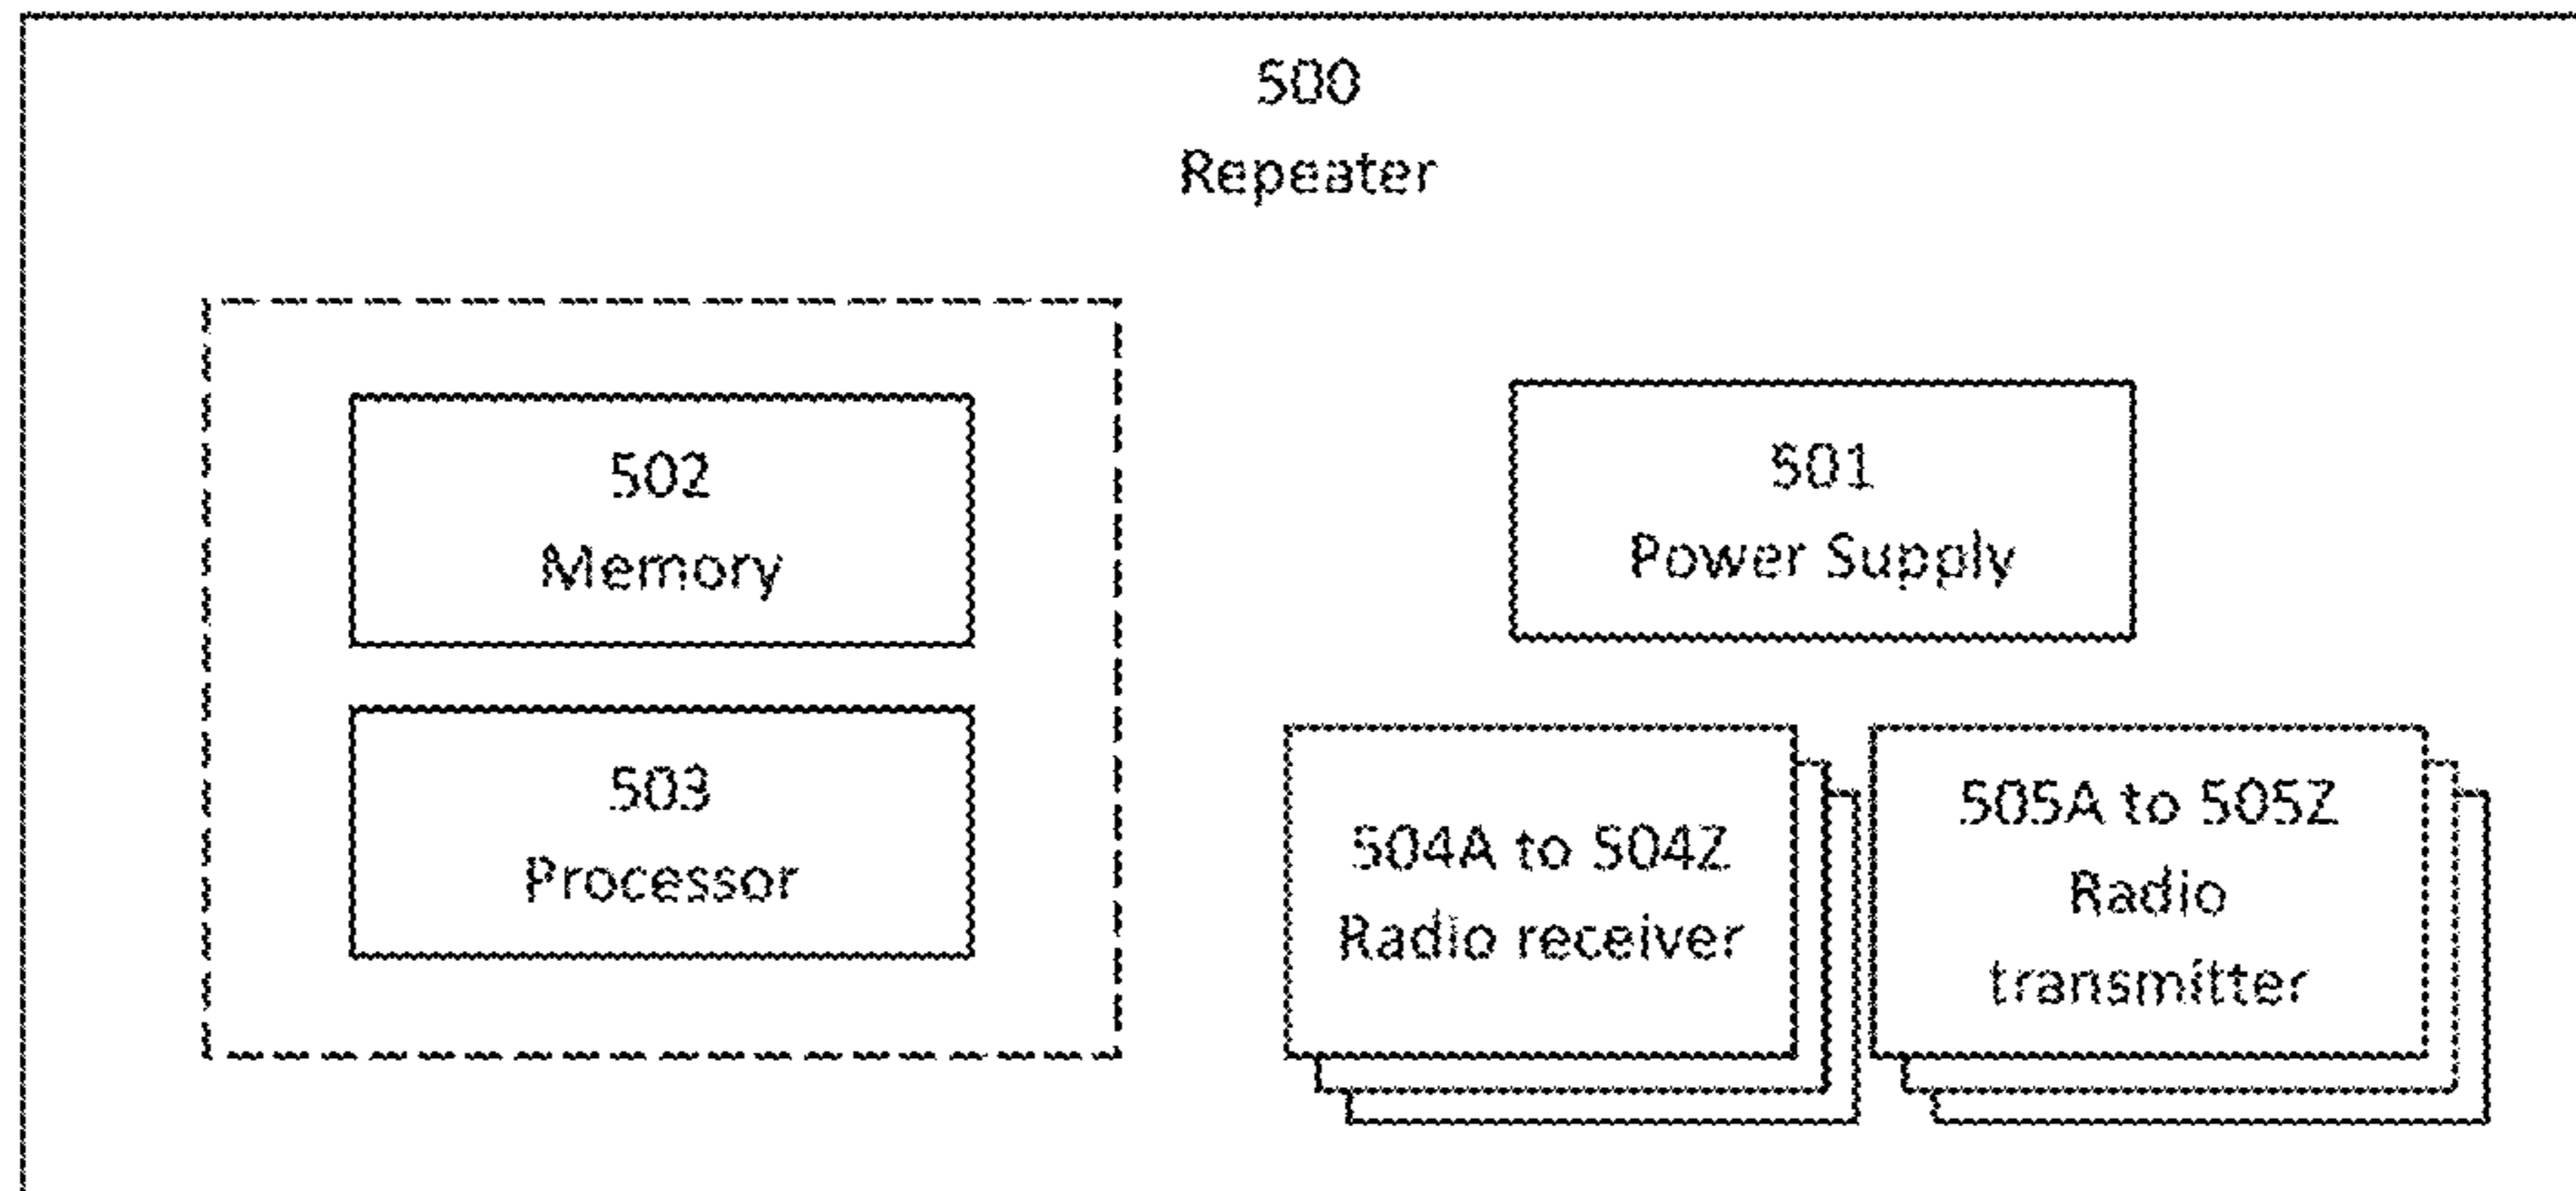 500
Repeater
502
Memory
503
Processor
501
Power Supply
504A to 504Z
Radio receiver
505A to 505Z
Radio
transmitter